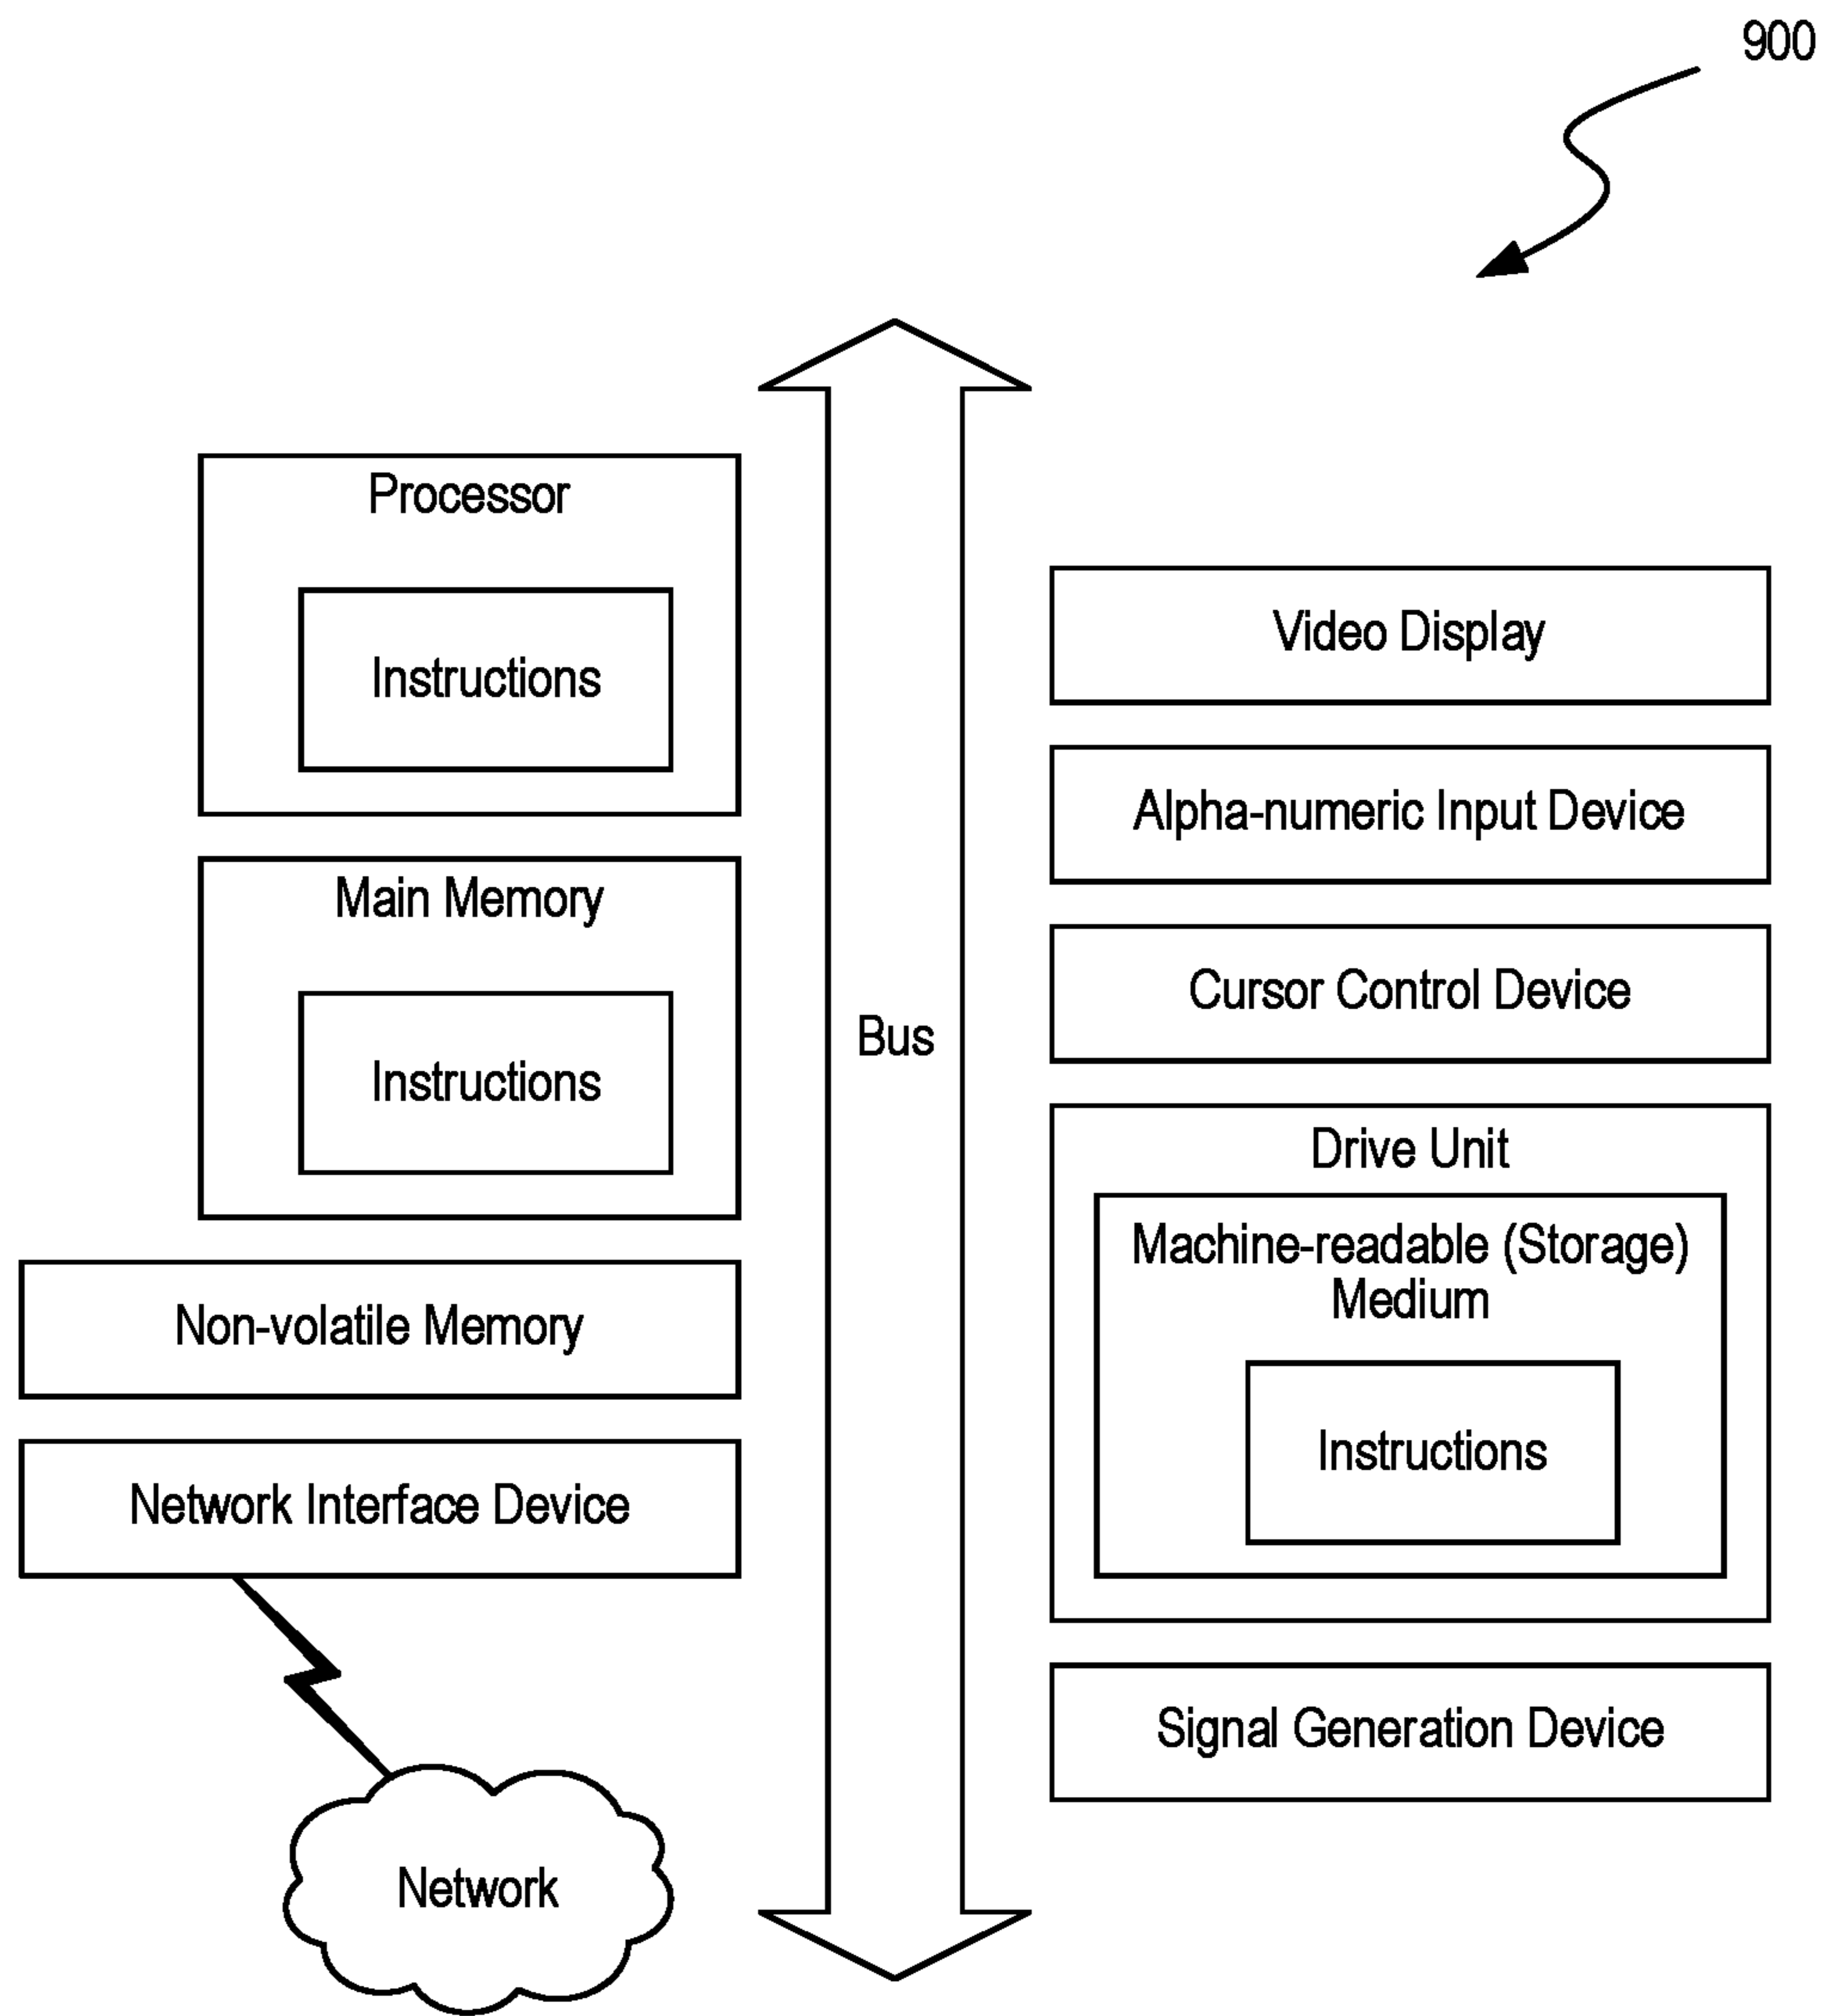 900
Processor
Instructions
Main Memory
Instructions
Non-volatile Memory
Network Interface Device
Network
Bus
Video Display
Alpha-numeric Input Device
Cursor Control Device
Drive Unit
Machine-readable (Storage)
Medium
Instructions
Signal Generation Device